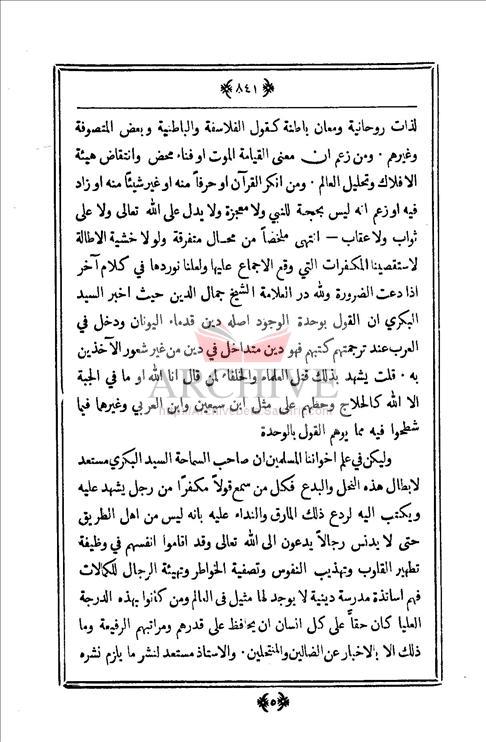 ٨٤١
لذات روحانية ومعان باطنة كقول الفلاسفة والباطنية وبعض المتصوفة
وغيرهم . ومن زعم ان معنى القيامة الموت او فناء محض وانتقاض هيئة
الافلاك وتحليل العالم . ومن انكر القرآن او حرفاً منه او غير شيئاً منه او زاد
فيه او زعم انه ليس بحجة للنبي ولا معجزة ولا يدل على الله تعالى ولا على
ثواب ولا عقاب — انتهى ملخصاً من محال متفرقة ولولا خشية الاطالة
لاستقصينا المكفرات التي وقع الاجماع عليها ولعلنا نوردها في كلام آخر
اذا دعت الضرورة ولله در العلامة الشيخ جمال الدين حيث اخبر السيد
البكري ان القول بوحدة الوجود اصله دين قدماء اليونان ودخل في
العرب عند ترجمتهم كتبهم فهو دين متداخل في دين من غير شعور الآخذين
به . قلت يشهد بذلك قتل العلماء والخلفاء لمن قال انا الله او ما في الجبة
الا الله كالحلاج وحطهم على مثل ابن سبعين وابن العربي وغيرها فيما
شطحوا فيه مما يوهم القول بالوحدة
وليكن في علم اخواننا المسلمين ان صاحب السماحة السيد البكري مستعد
لابطال هذه النحل والبدع فكل من سمع قولاً مكفرا من رجل يشهد عليه
ويكتب اليه لردع ذلك المارق والنداء عليه بانه ليس من اهل الطريق
حتى لا يدنس رجالاً يدعون الى الله تعالى وقد اقاموا انفسهم في وظيفة
تطهير القلوب وتهذيب النفوس وتصفية الخواطر وتهيئة الرجال للكمالات
فهم اساتذة مدرسة دينية لا يوجد لها مثيل في العالم ومن كانوا بهذه الدرجة
العليا كان حقاً على كل انسان ان يحافظ على قدرهم ومراتبهم الرفيعة وما
ذلك الا بالاخبار عن الضالين والمنتحلين . والاستاذ مستعد لنشر ما يلزم نشره
٥
ARCHIVE